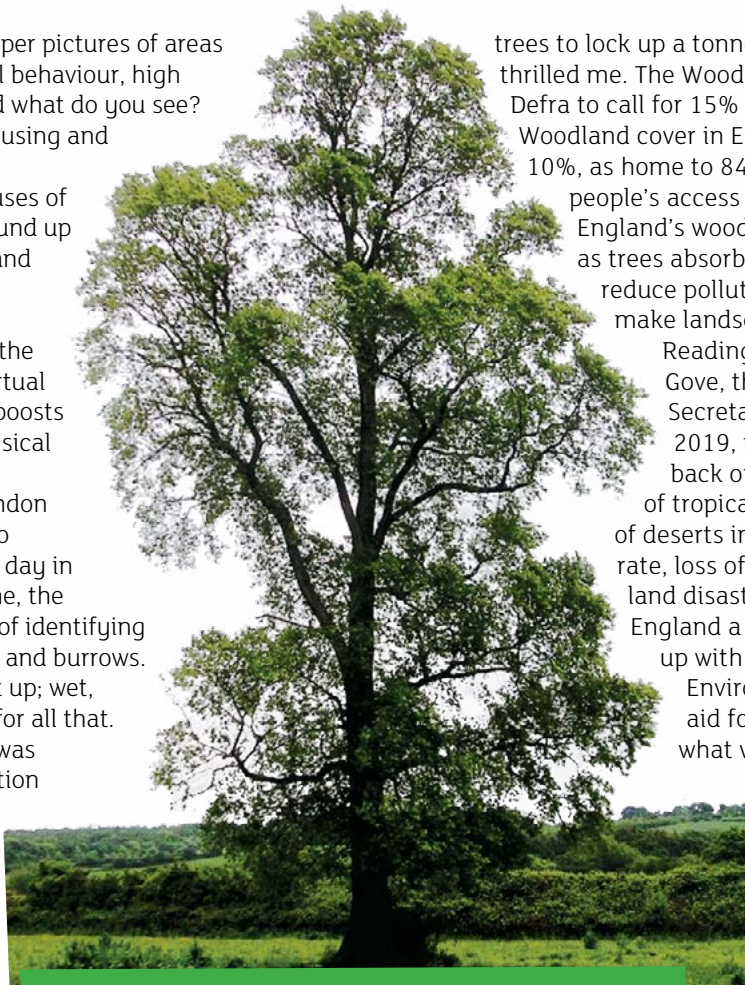 per pictures of areas
behaviour, high
what do you see?
using and
uses of
und up
and
the
rtual
boosts
sical
ndon
day in
ne, the
of identifying
and burrows.
up; wet,
for all that.
was
tion
trees to lock up a tonn
thrilled me. The Wood
Defra to call for 15%
Woodland cover in E
10%, as home to 84
people's access
England's wood
as trees absorb
reduce pollut
make landsc
Reading
Gove, th
Secreta
2019,
back o
of tropica
of deserts in
rate, loss of
land disast
England a
up with
Enviro
aid fo
what w